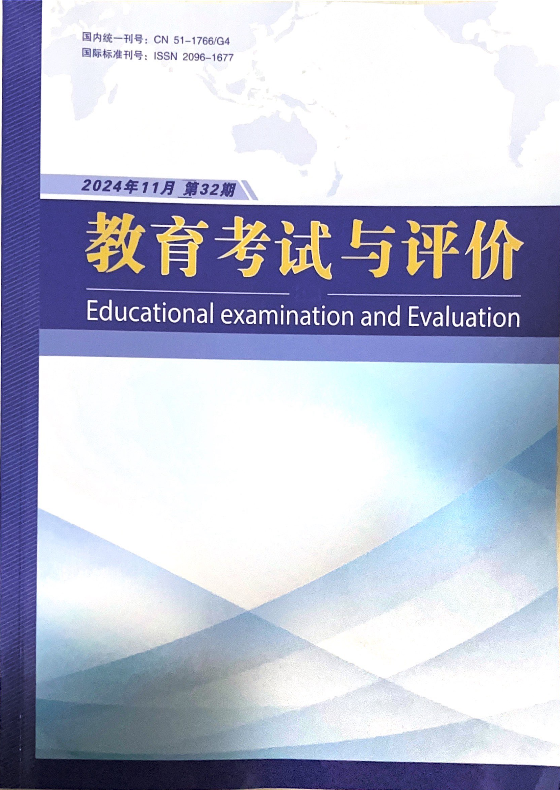 国内统一刊号：CN 51-1766/G4
国际标准刊号：ISSN 2096-1677
2024年11月 第32期
教育考试与评价
Educational examination and Evaluation